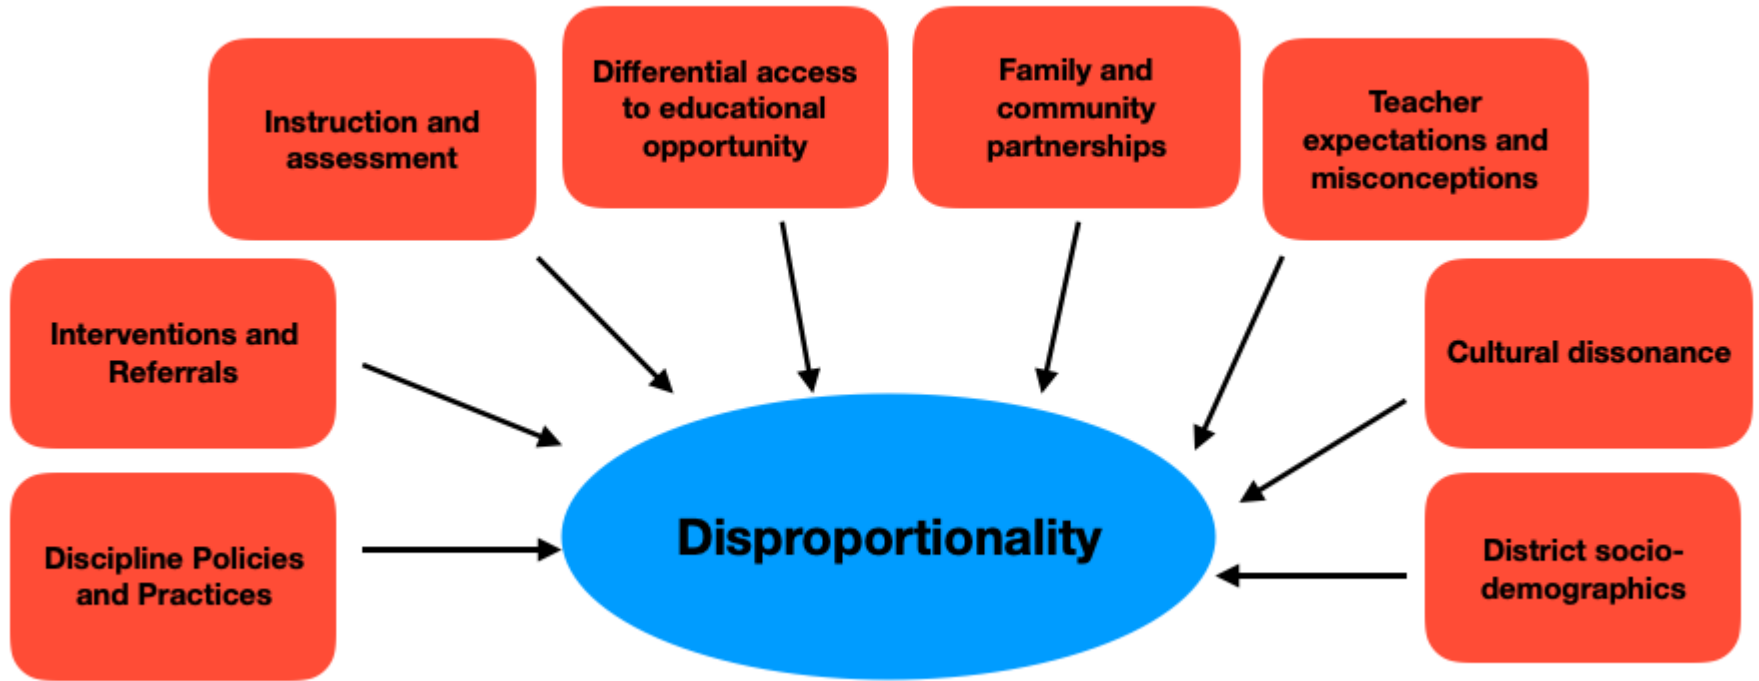 Differential access
to educational
opportunity
Family and
community
partnerships
Instruction and
assessment
Teacher
expectations and
misconceptions
Interventions and
Referrals
Cultural dissonance
Discipline Policies
and Practices
Disproportionality
District socio-
demographics